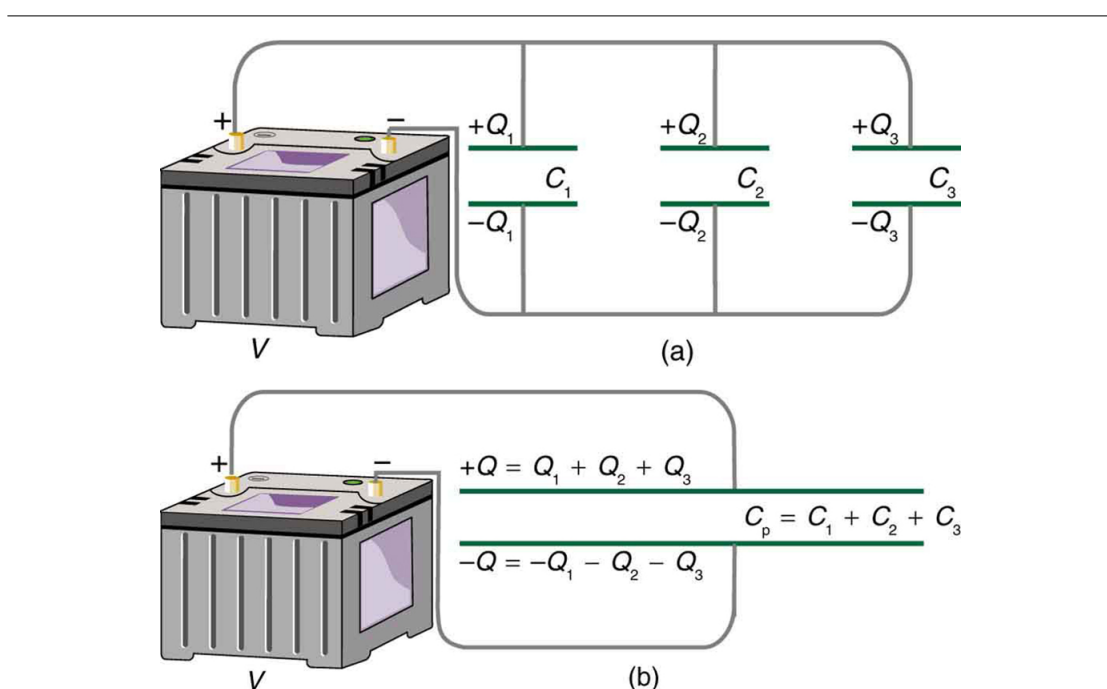 + −
+Q₁ +Q₂ +Q₃
C₁ C₂ C₃
−Q₁ −Q₂ −Q₃
V
(a)
+ −
+Q = Q₁ + Q₂ + Q₃
Cₚ = C₁ + C₂ + C₃
−Q = −Q₁ − Q₂ − Q₃
V
(b)